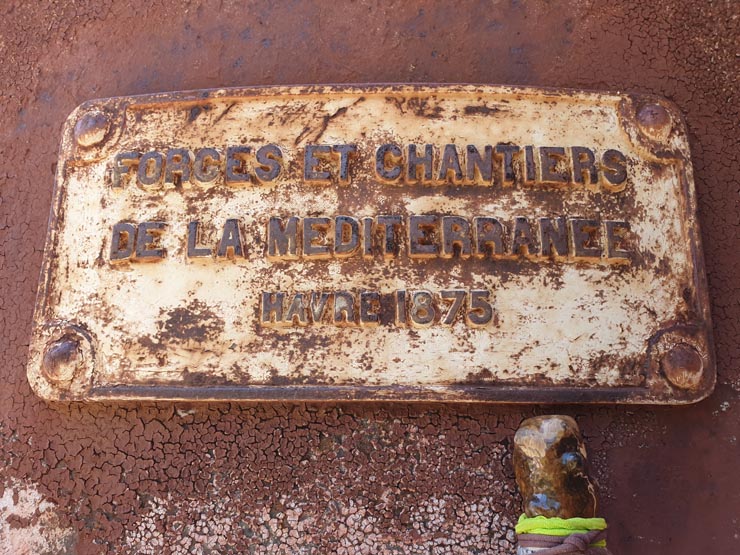 FORGES ET CHANTIERS
DE LA MEDITERRANEE
HAVRE 1875